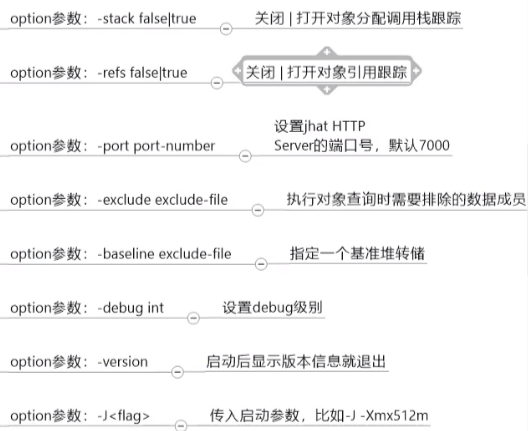 option参数：-stack false|true 关闭 | 打开对象分配调用栈跟踪
option参数：-refs false|true 关闭 | 打开对象引用跟踪
option参数：-port port-number 设置jhat HTTP
Server的端口号，默认7000
option参数：-exclude exclude-file 执行对象查询时需要排除的数据成员
option参数：-baseline exclude-file 指定一个基准堆转储
option参数：-debug int 设置debug级别
option参数：-version 启动后显示版本信息就退出
option参数：-J<flag> 传入启动参数，比如-J -Xmx512m